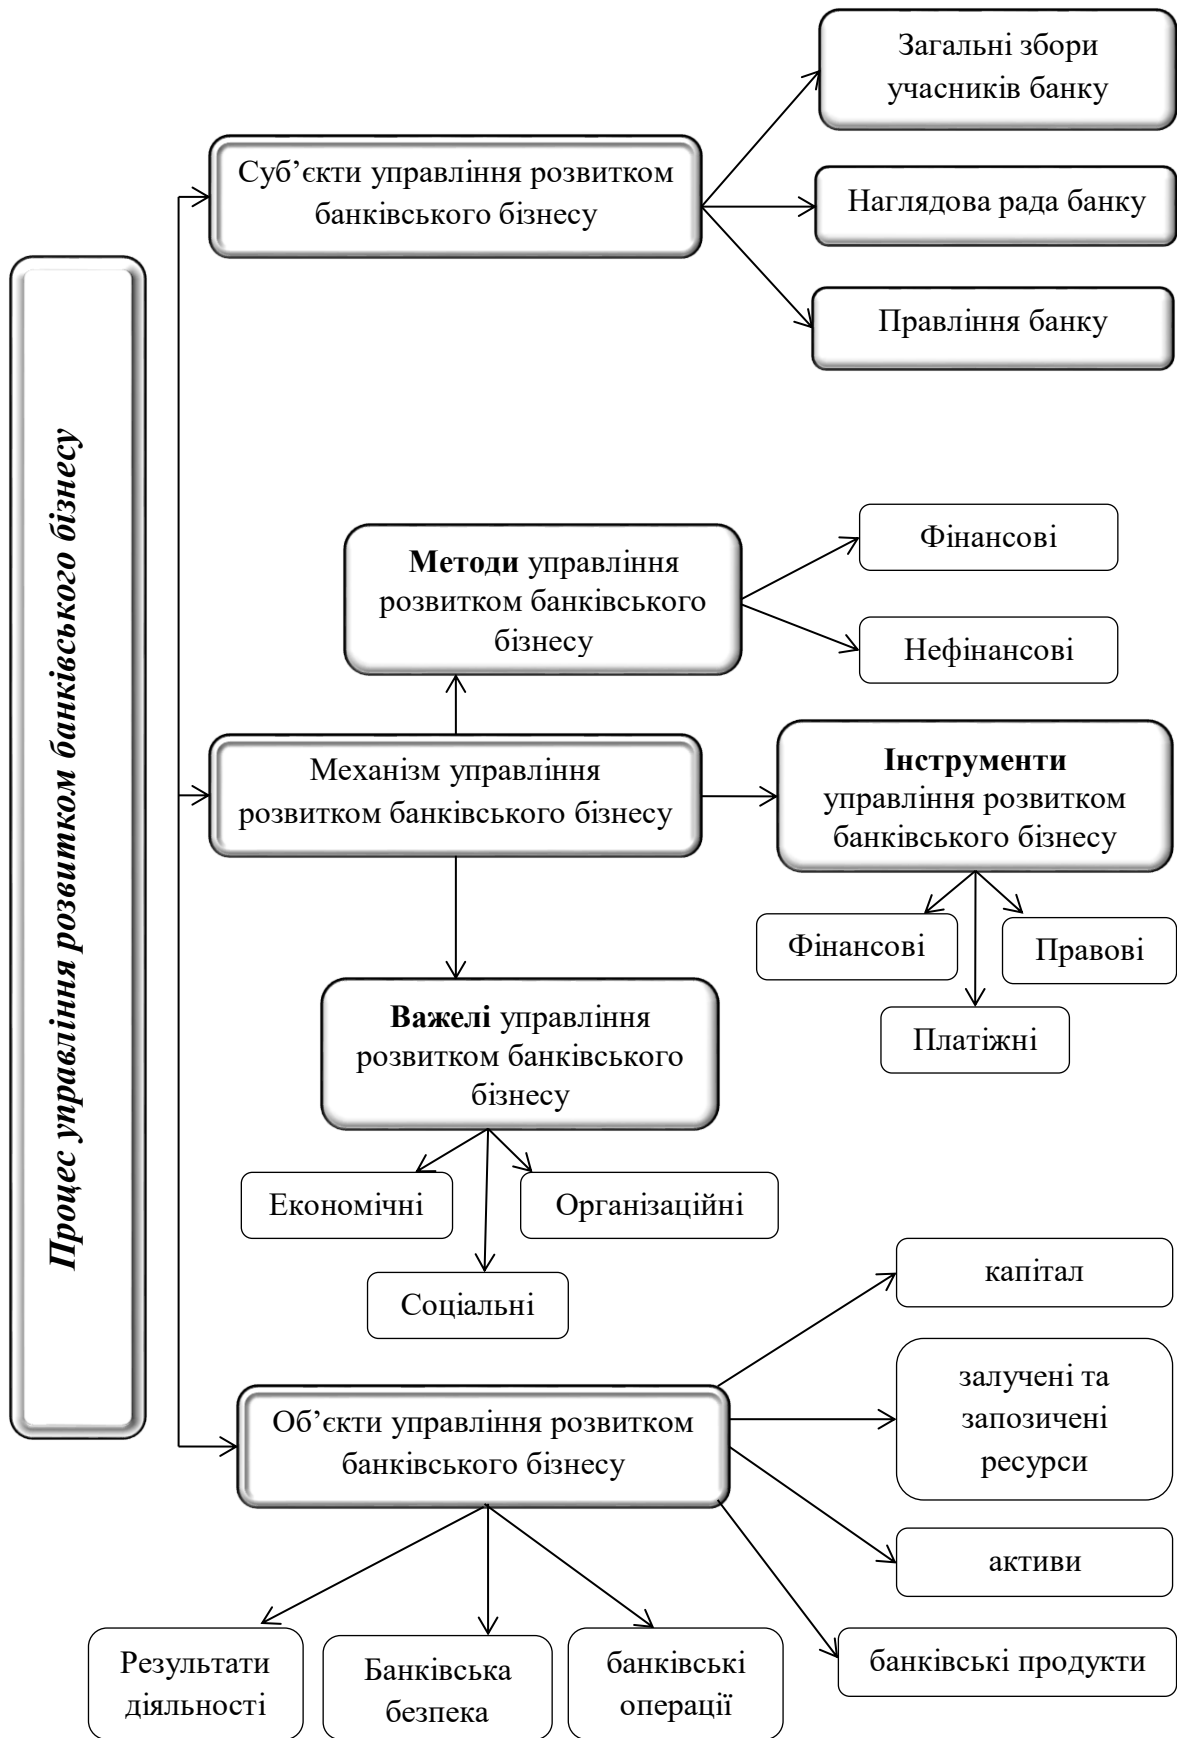 Процес управління розвитком банківського бізнесу
Суб’єкти управління розвитком
банківського бізнесу
Загальні збори
учасників банку
Наглядова рада банку
Правління банку
Методи управління
розвитком банківського
бізнесу
Фінансові
Нефінансові
Механізм управління
розвитком банківського бізнесу
Інструменти
управління розвитком
банківського бізнесу
Фінансові
Правові
Платіжні
Важелі управління
розвитком банківського
бізнесу
Економічні
Організаційні
Соціальні
Об’єкти управління розвитком
банківського бізнесу
капітал
залучені та
запозичені
ресурси
активи
банківські продукти
Результати
діяльності
Банківська
безпека
банківські
операції